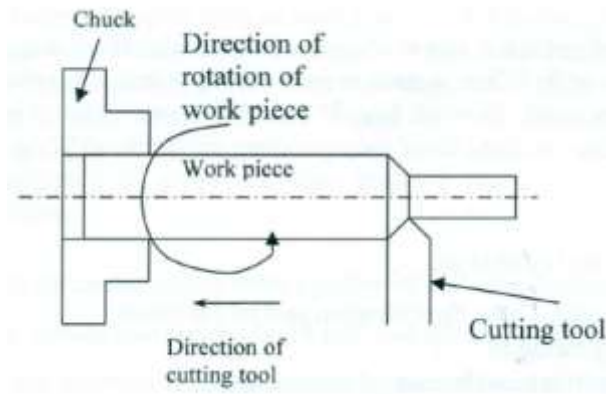 Chuck
Direction of
rotation of
work piece
Work piece
Direction of
cutting tool
Cutting tool